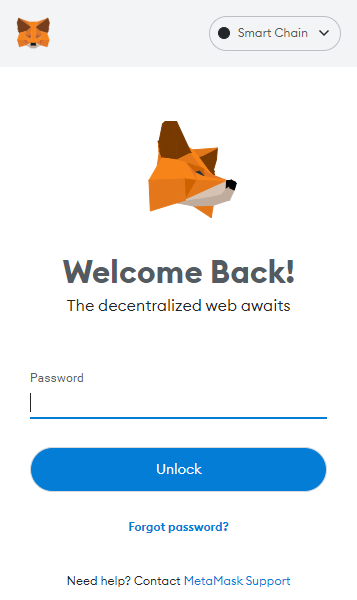 Smart Chain
Welcome Back!
The decentralized web awaits
Password
Unlock
Forgot password?
Need help? Contact MetaMask Support